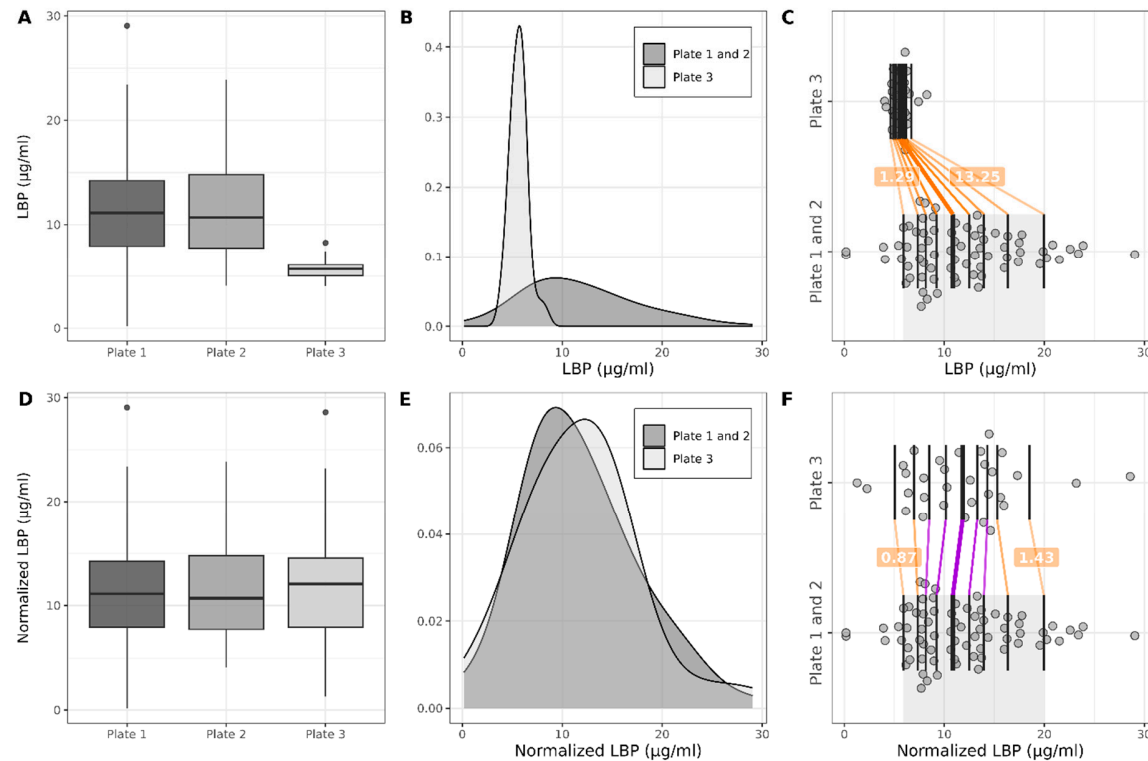 A
LBP (µg/ml)
30
20
10
0
Plate 1
Plate 2
Plate 3
B
0.4
0.3
0.2
0.1
0.0
Plate 1 and 2
Plate 3
0
10
20
30
LBP (µg/ml)
C
Plate 3
Plate 1 and 2
1.29
13.25
0
10
20
30
LBP (µg/ml)
D
Normalized LBP (µg/ml)
30
20
10
0
Plate 1
Plate 2
Plate 3
E
0.06
0.04
0.02
0.00
Plate 1 and 2
Plate 3
0
10
20
30
Normalized LBP (µg/ml)
F
Plate 3
Plate 1 and 2
0.87
1.43
0
10
20
30
Normalized LBP (µg/ml)